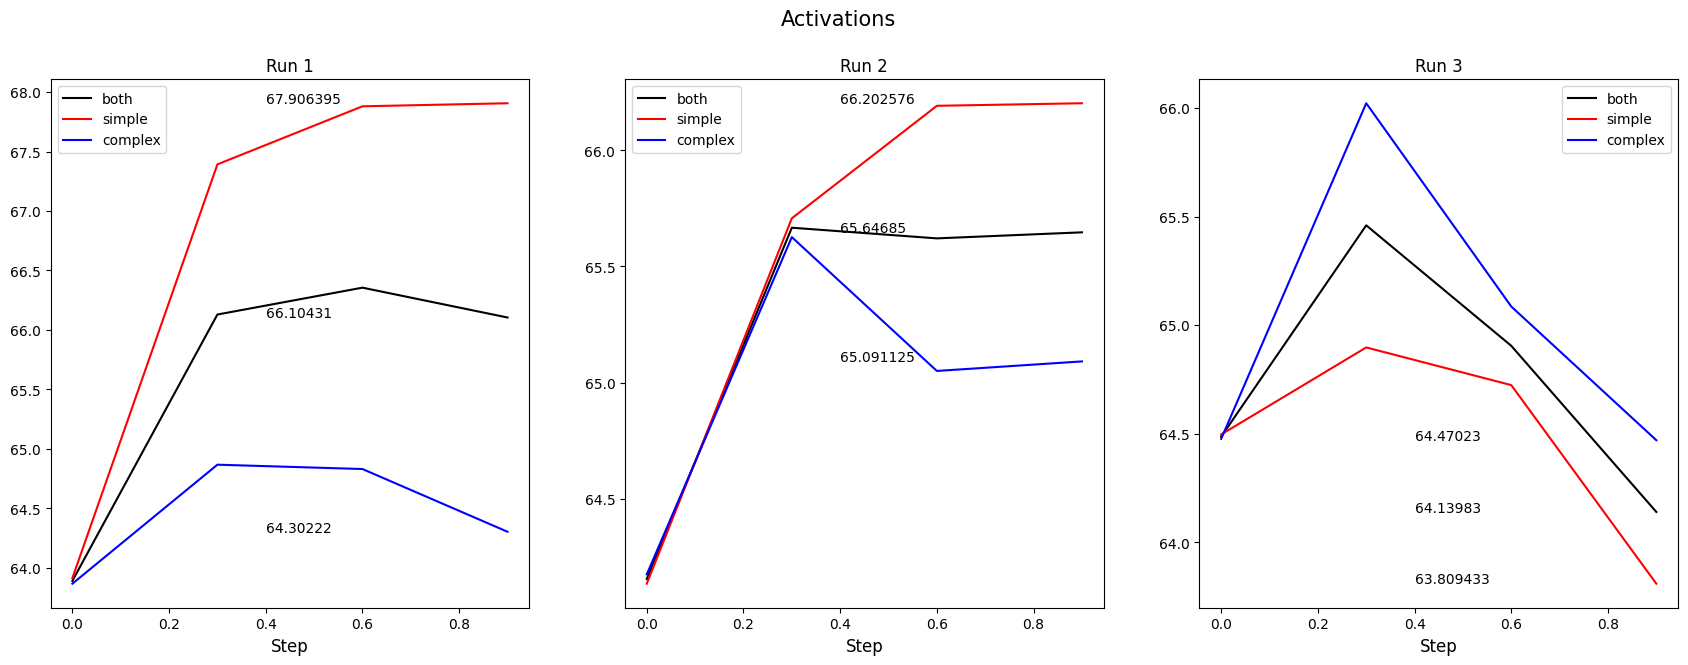 Activations
Run 1
68.0
67.5
67.0
66.5
66.0
65.5
65.0
64.5
64.0
both
simple
complex
67.906395
66.10431
64.30222
0.0 0.2 0.4 0.6 0.8
Step
Run 2
66.0
65.5
65.0
64.5
both
simple
complex
66.202576
65.64685
65.091125
0.0 0.2 0.4 0.6 0.8
Step
Run 3
66.0
65.5
65.0
64.5
64.0
both
simple
complex
64.47023
64.13983
63.809433
0.0 0.2 0.4 0.6 0.8
Step